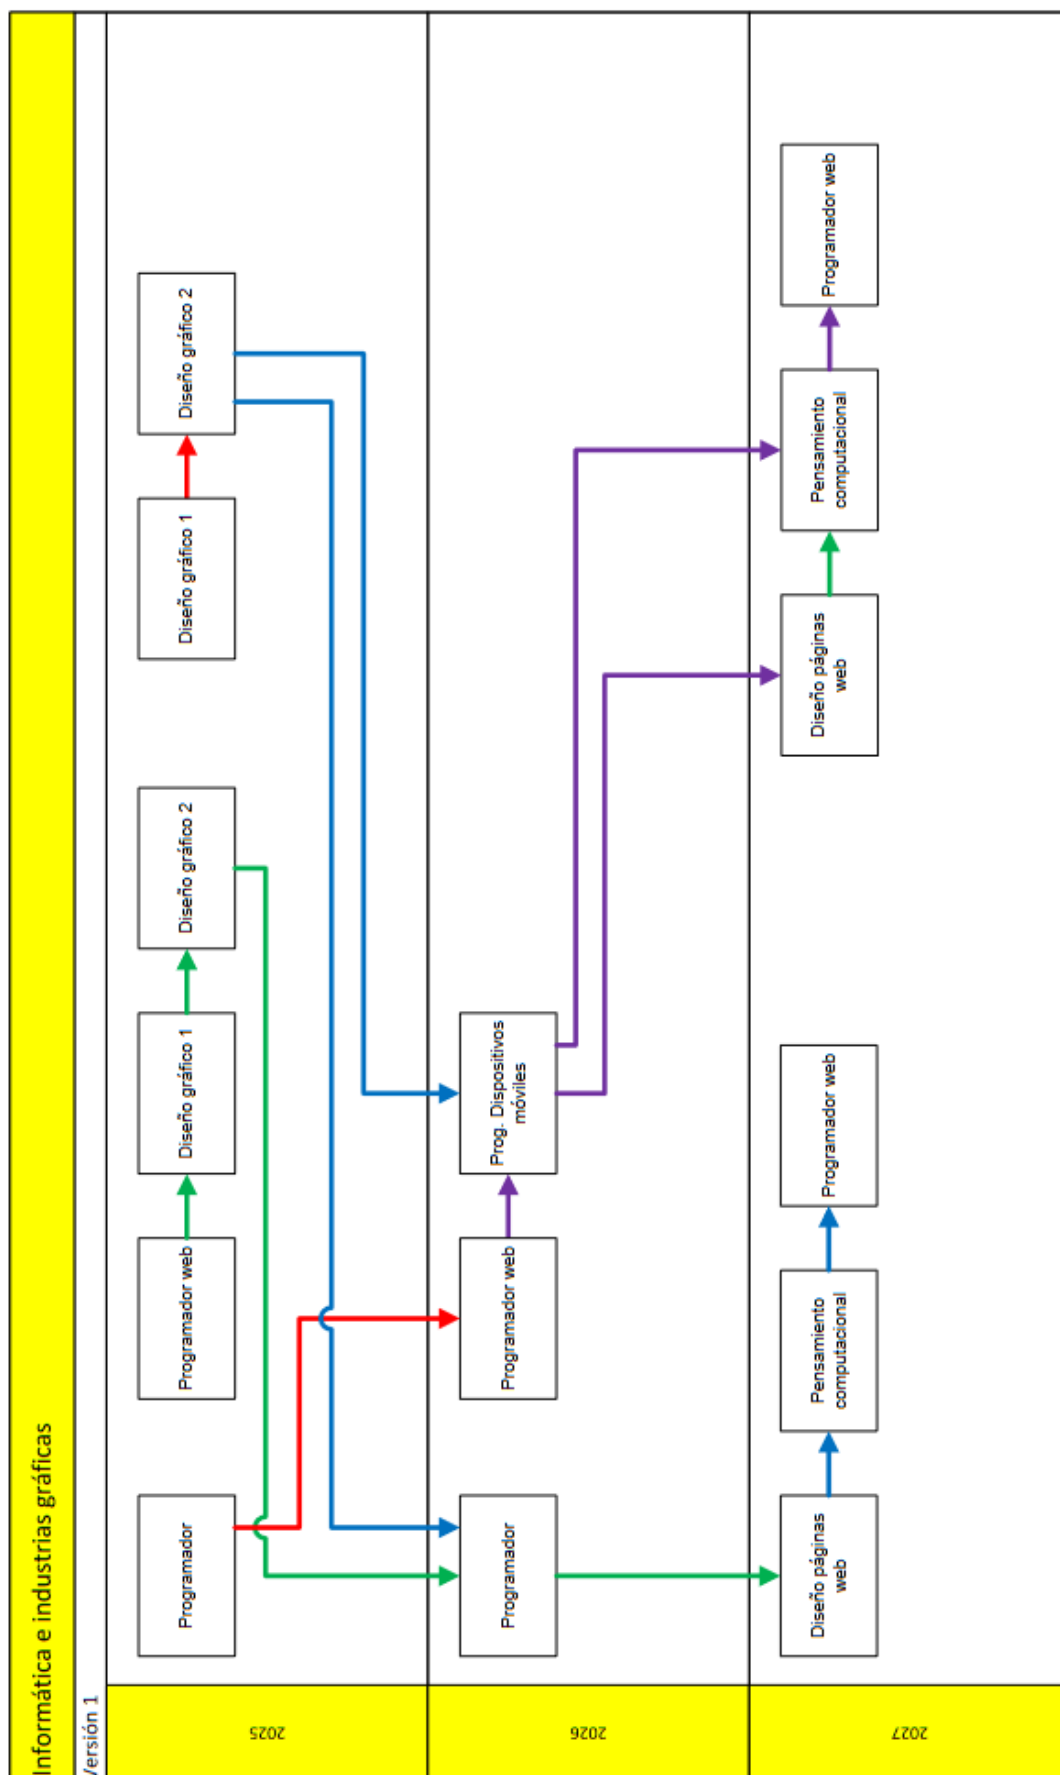 Informática e industrias gráficas
Versión 1
2025
Programador
Programador web
Diseño gráfico 1
Diseño gráfico 2
Diseño gráfico 1
Diseño gráfico 2
2026
Programador
Programador web
Prog. Dispositivos
móviles
2027
Diseño páginas
web
Pensamiento
computacional
Programador web
Diseño páginas
web
Pensamiento
computacional
Programador web